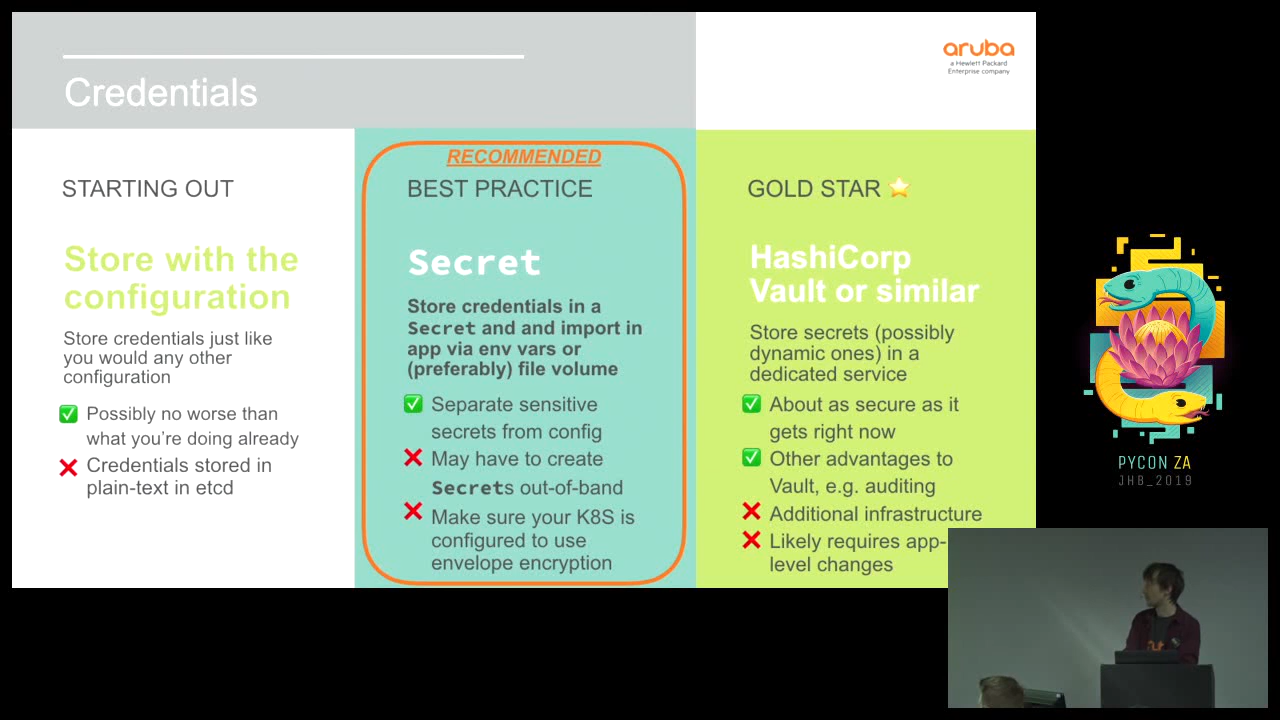 Credentials
aruba
a Hewlett Packard
Enterprise company
STARTING OUT
Store with the
configuration
Store credentials just like
you would any other
configuration
Possibly no worse than
what you're doing already
Credentials stored in
plain-text in etcd
RECOMMENDED
BEST PRACTICE
Secret
Store credentials in a
Secret and and import in
app via env vars or
(preferably) file volume
Separate sensitive
secrets from config
May have to create
Secrets out-of-band
Make sure your K8S is
configured to use
envelope encryption
GOLD STAR
HashiCorp
Vault or similar
Store secrets (possibly
dynamic ones) in a
dedicated service
About as secure as it
gets right now
Other advantages to
Vault, e.g. auditing
Additional infrastructure
Likely requires app-
level changes
PYCON ZA
JHB_2019